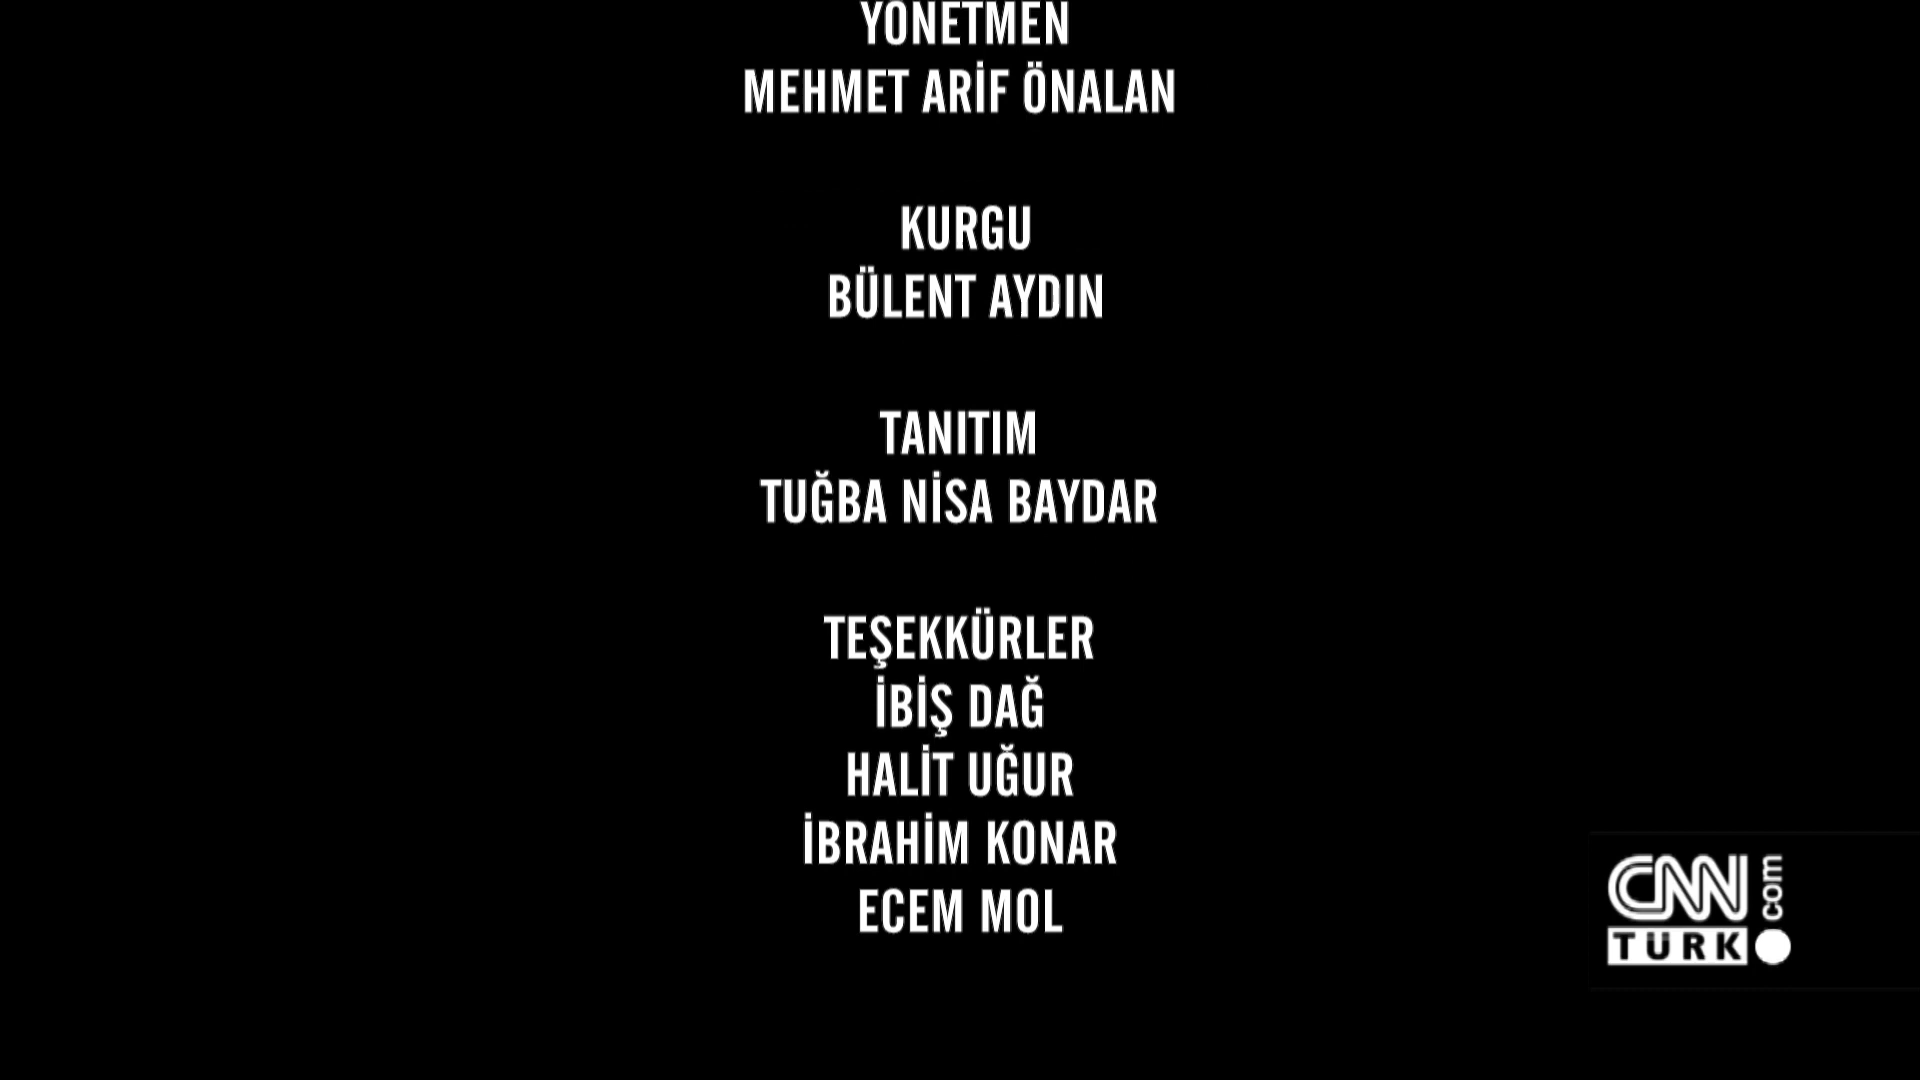 YÖNETMEN
MEHMET ARİF ÖNALAN
KURGU
BÜLENT AYDIN
TANITIM
TUĞBA NİSA BAYDAR
TEŞEKKÜRLER
İBİŞ DAĞ
HALİT UĞUR
İBRAHİM KONAR
ECEM MOL
CNN
TÜRK
.com